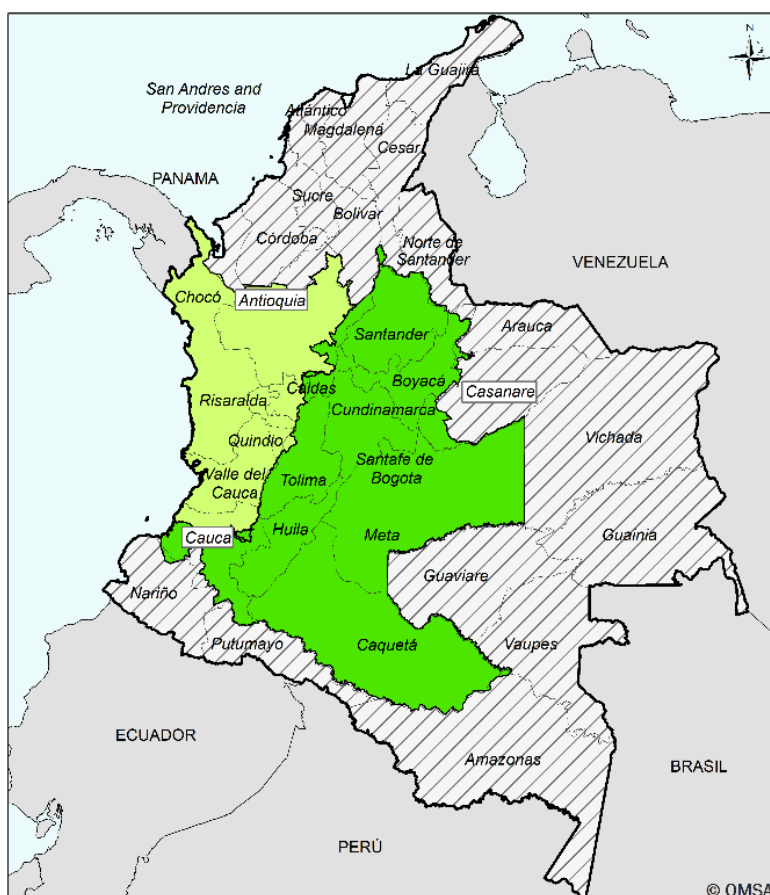 N
La Guajira
San Andres and
Providencia
Atlántico
Magdalena
Cesar
PANAMA
Sucre
Bolivar
Córdoba
Norte de
Santander
VENEZUELA
Chocó
Antioquia
Arauca
Santander
Boyacá
Caldas
Casanare
Risaralda
Cundinamarca
Quindio
Vichada
Santafe de
Bogota
Valle del
Cauca
Tolima
Huila
Meta
Cauca
Guainia
Guaviare
Nariño
Putumayo
Caquetá
Vaupes
ECUADOR
Amazonas
BRASIL
PERÚ
© OMSA